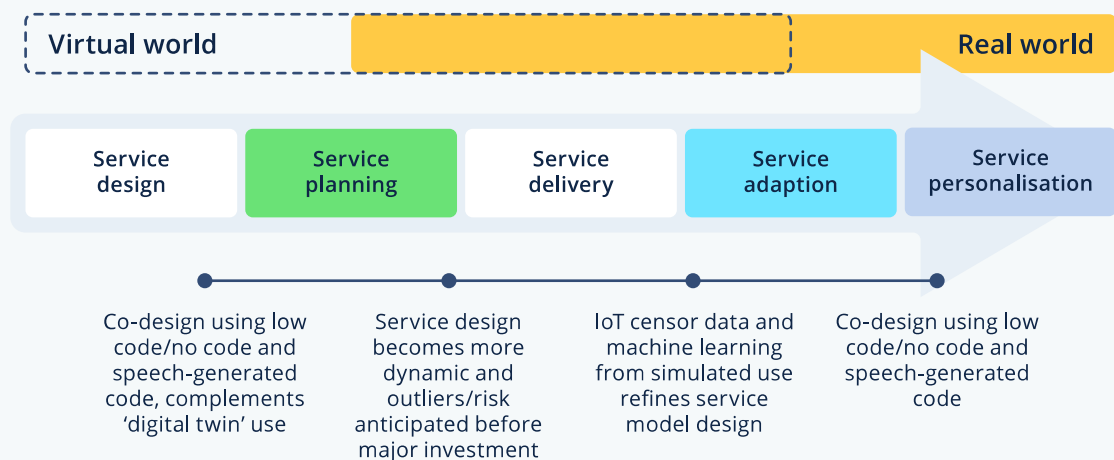 Virtual world
Real world
Service
design
Service
planning
Service
delivery
Service
adaption
Service
personalisation
Co-design using low
code/no code and
speech-generated
code, complements
‘digital twin’ use
Service design
becomes more
dynamic and
outliers/risk
anticipated before
major investment
IoT censor data and
machine learning
from simulated use
refines service
model design
Co-design using low
code/no code and
speech-generated
code